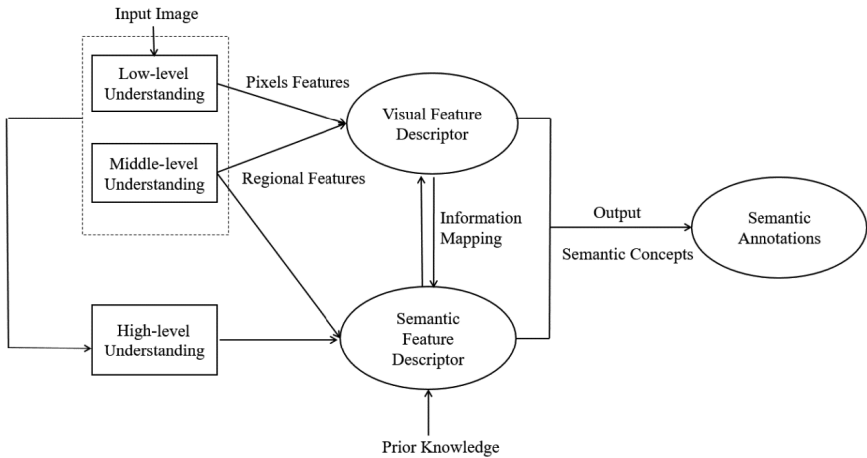 Input Image
Low-level
Understanding
Pixels Features
Visual Feature
Descriptor
Middle-level
Understanding
Regional Features
Information
Mapping
Output
Semantic Concepts
Semantic
Annotations
High-level
Understanding
Semantic
Feature
Descriptor
Prior Knowledge